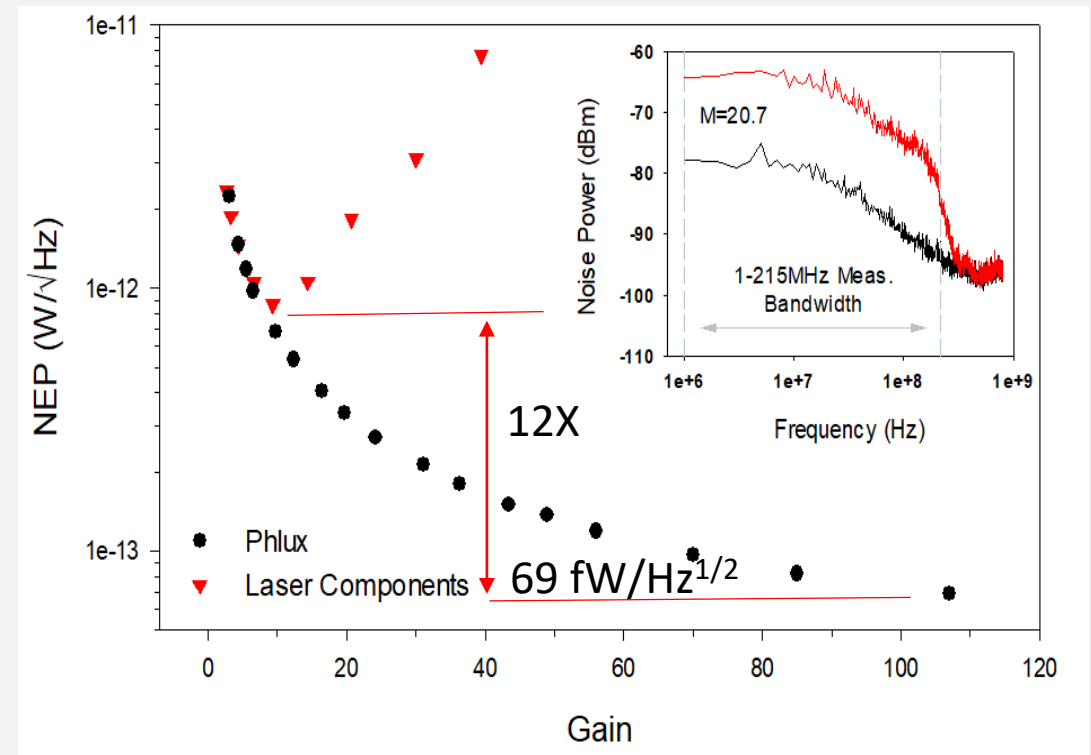 1e-11
1e-12
1e-13
NEP (W/√Hz)
0 20 40 60 80 100 120
Gain
Phlux
Laser Components
12X
69 fW/Hz^1/2
-60
-70
-80
-90
-100
-110
Noise Power (dBm)
M=20.7
1-215MHz Meas.
Bandwidth
1e+6 1e+7 1e+8 1e+9
Frequency (Hz)